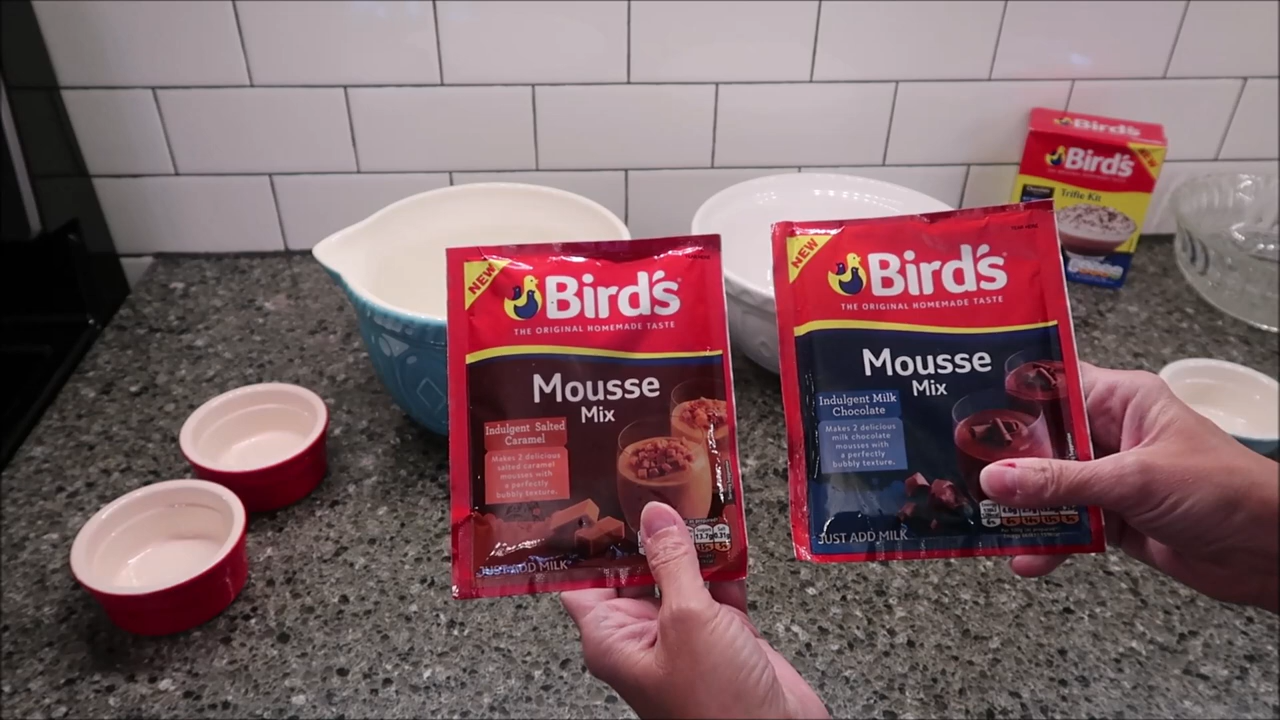 NEW
Bird's
THE ORIGINAL HOMEMADE TASTE
Mousse
Mix
Indulgent Salted
Caramel
Makes 2 delicious
salted caramel
mousses with
a perfectly
bubbly texture.
JUST ADD MILK
NEW
Bird's
THE ORIGINAL HOMEMADE TASTE
Mousse
Mix
Indulgent Milk
Chocolate
Makes 2 delicious
milk chocolate
mousses with
a perfectly
bubbly texture.
JUST ADD MILK
Bird's
Bird's
Trifle Kit